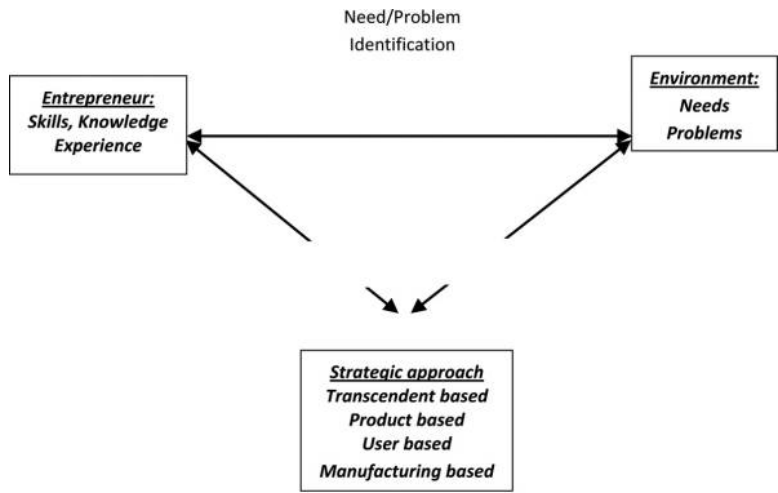 Need/Problem
Identification
Entrepreneur:
Skills, Knowledge
Experience
Environment:
Needs
Problems
Strategic approach
Transcendent based
Product based
User based
Manufacturing based